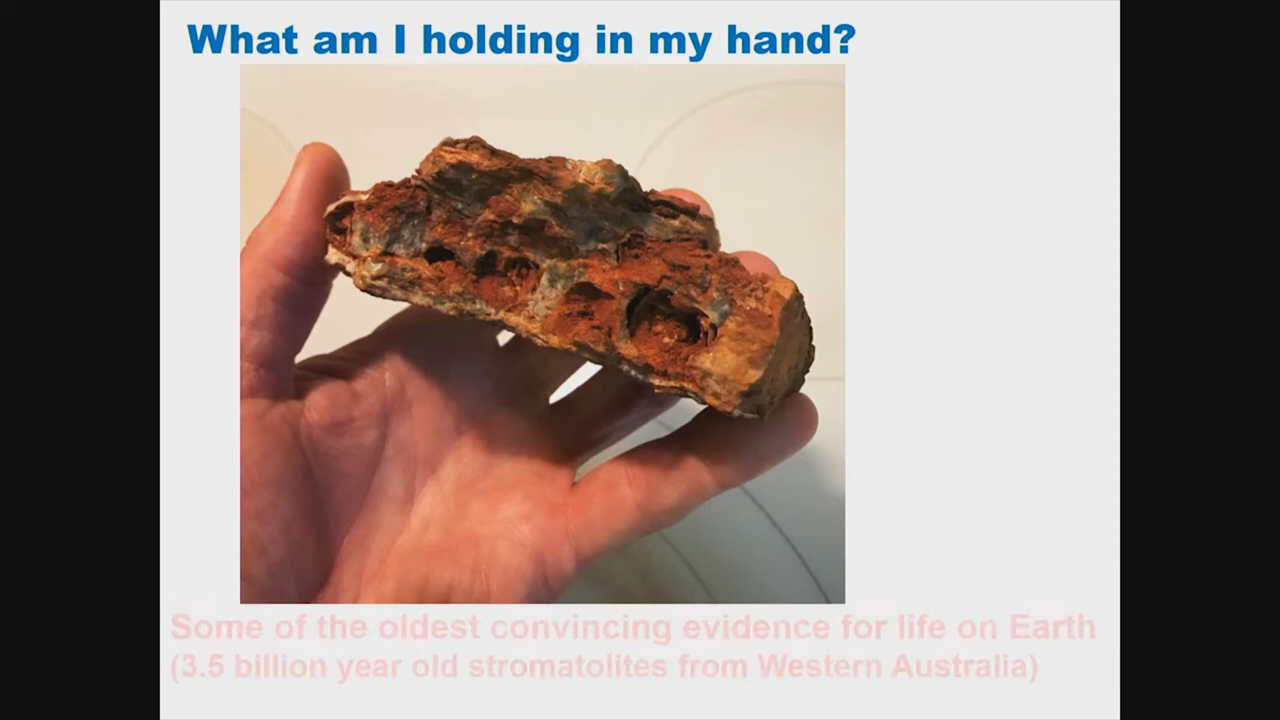 What am I holding in my hand?
Some of the oldest convincing evidence for life on Earth
(3.5 billion year old stromatolites from Western Australia)